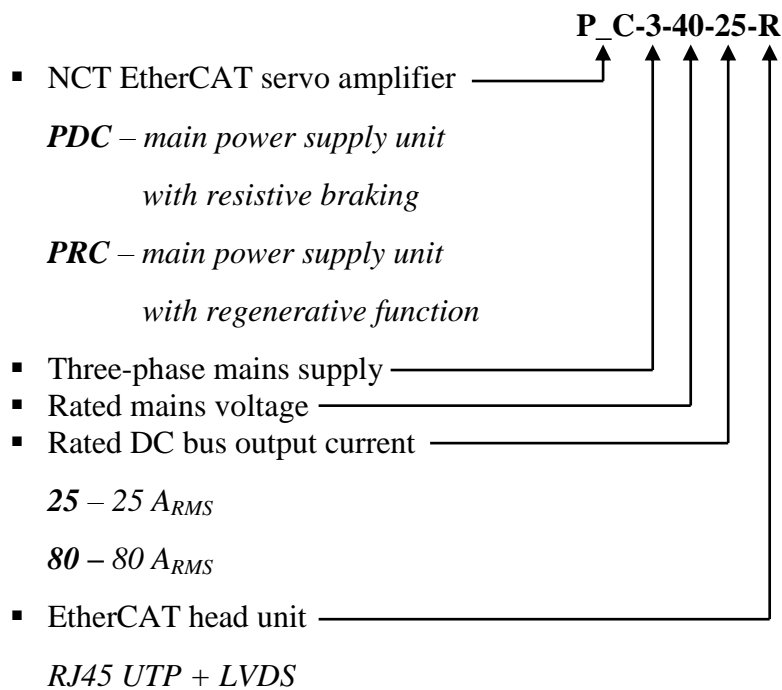 P_C-3-40-25-R
▪ NCT EtherCAT servo amplifier
PDC – main power supply unit
with resistive braking
PRC – main power supply unit
with regenerative function
▪ Three-phase mains supply
▪ Rated mains voltage
▪ Rated DC bus output current
25 – 25 A_RMS
80 – 80 A_RMS
▪ EtherCAT head unit
RJ45 UTP + LVDS